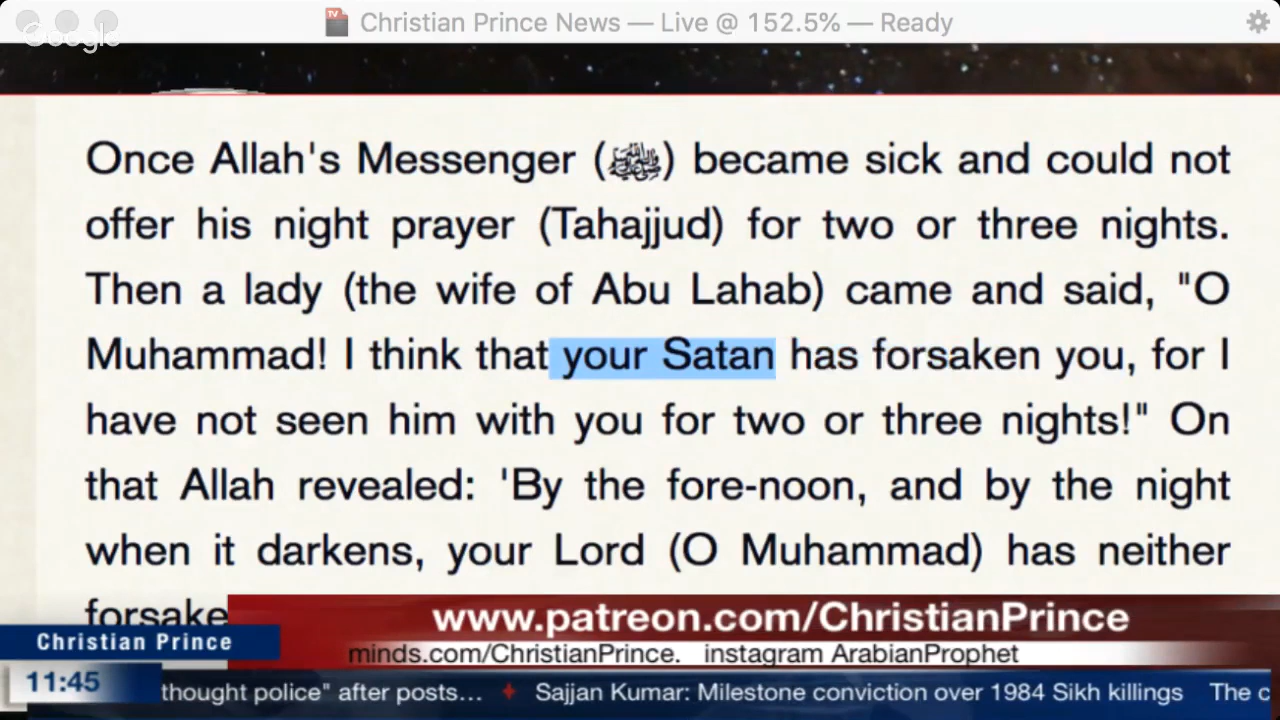 Christian Prince News — Live @ 152.5% — Ready
Google
Once Allah's Messenger (ﷺ) became sick and could not
offer his night prayer (Tahajjud) for two or three nights.
Then a lady (the wife of Abu Lahab) came and said, "O
Muhammad! I think that your Satan has forsaken you, for I
have not seen him with you for two or three nights!" On
that Allah revealed: 'By the fore-noon, and by the night
when it darkens, your Lord (O Muhammad) has neither
forsake
www.patreon.com/ChristianPrince
Christian Prince
minds.com/ChristianPrince. instagram ArabianProphet
11:45
thought police" after posts... Sajjan Kumar: Milestone conviction over 1984 Sikh killings The c